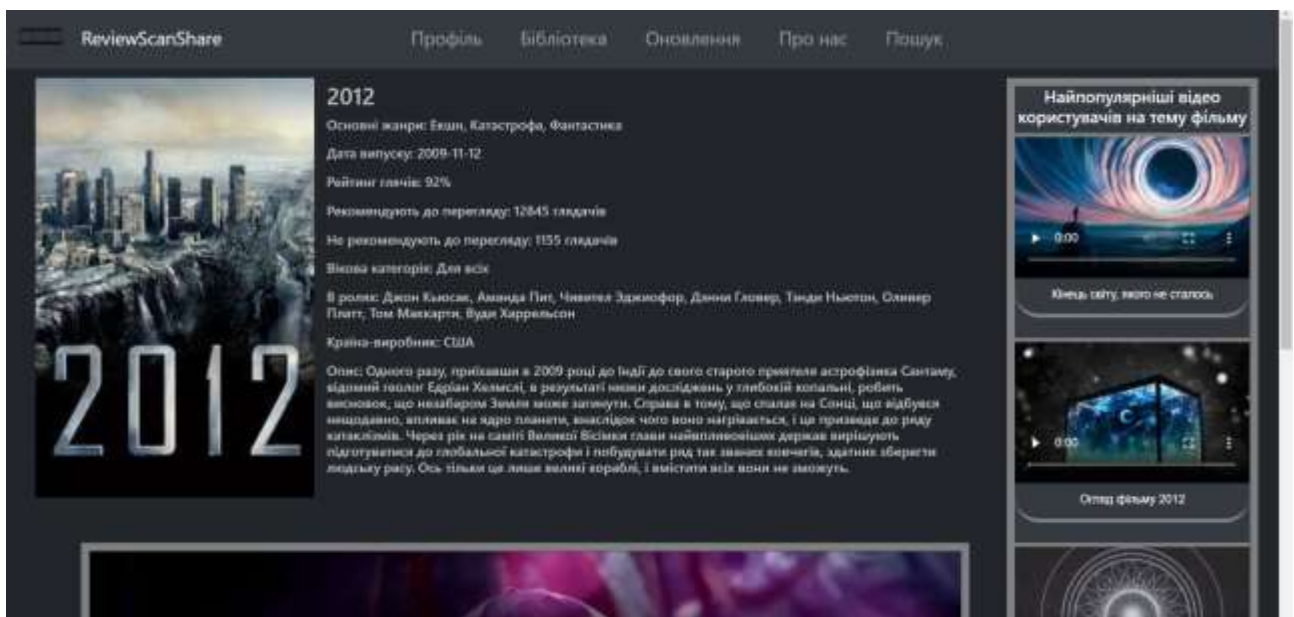 ReviewScanShare
Профіль Бібліотека Оновлення Про нас Пошук
2012
2012
Основні жанри: Екшн, Катастрофа, Фантастика
Дата випуску: 2009-11-12
Рейтинг глачів: 92%
Рекомендують до перегляду: 12845 глядачів
Не рекомендують до перегляду: 1155 глядачів
Вікова категорія: Для всіх
В ролях: Джон Кьюсак, Аманда Пит, Чивител Эджиофор, Дэнни Гловер, Тэнди Ньютон, Оливер
Платт, Том Маккарти, Вуди Харрельсон
Країна-виробник: США
Опис: Одного разу, приїхавши в 2009 році до Індії до свого старого приятеля астрофізика Сантаму,
відомий геолог Едріан Хелмслі, в результаті низки досліджень у глибокій копальні, робить
висновок, що незабаром Земля може загинути. Справа в тому, що спалах на Сонці, що відбувся
нещодавно, впливає на ядро планети, внаслідок чого воно нагрівається, і це призведе до ряду
катаклізмів. Через рік на саміті Великої Вісімки глави найвпливовіших держав вирішують
підготуватися до глобальної катастрофи і побудувати ряд так званих ковчегів, здатних зберегти
людську расу. Ось тільки це лише великі кораблі, і вмістити всіх вони не зможуть.
Найпопулярніші відео
користувачів на тему фільму
0:00
Кінець світу, якого не сталось
0:00
Огляд фільму 2012